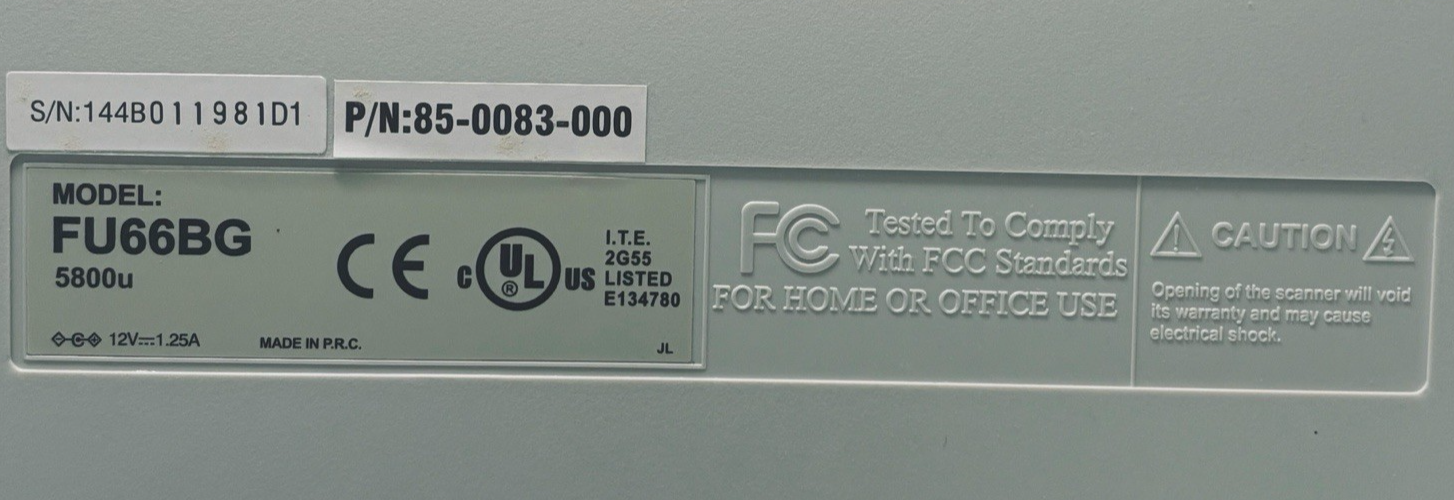 S/N:144B011981D1
P/N:85-0083-000
MODEL:
FU66BG
5800u
12V⎓1.25A
MADE IN P.R.C.
CE
C UL ® US
I.T.E.
2G55
LISTED
E134780
JL
FC
Tested To Comply
With FCC Standards
FOR HOME OR OFFICE USE
CAUTION
Opening of the scanner will void
its warranty and may cause
electrical shock.